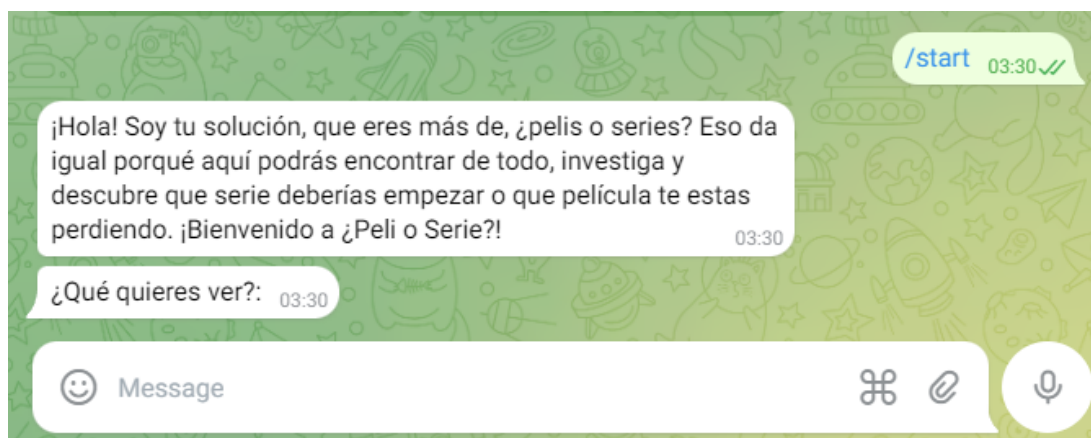 /start 03:30
¡Hola! Soy tu solución, que eres más de, ¿pelis o series? Eso da
igual porqué aquí podrás encontrar de todo, investiga y
descubre que serie deberías empezar o que película te estas
perdiendo. ¡Bienvenido a ¿Peli o Serie?!
03:30
¿Qué quieres ver?: 03:30
Message